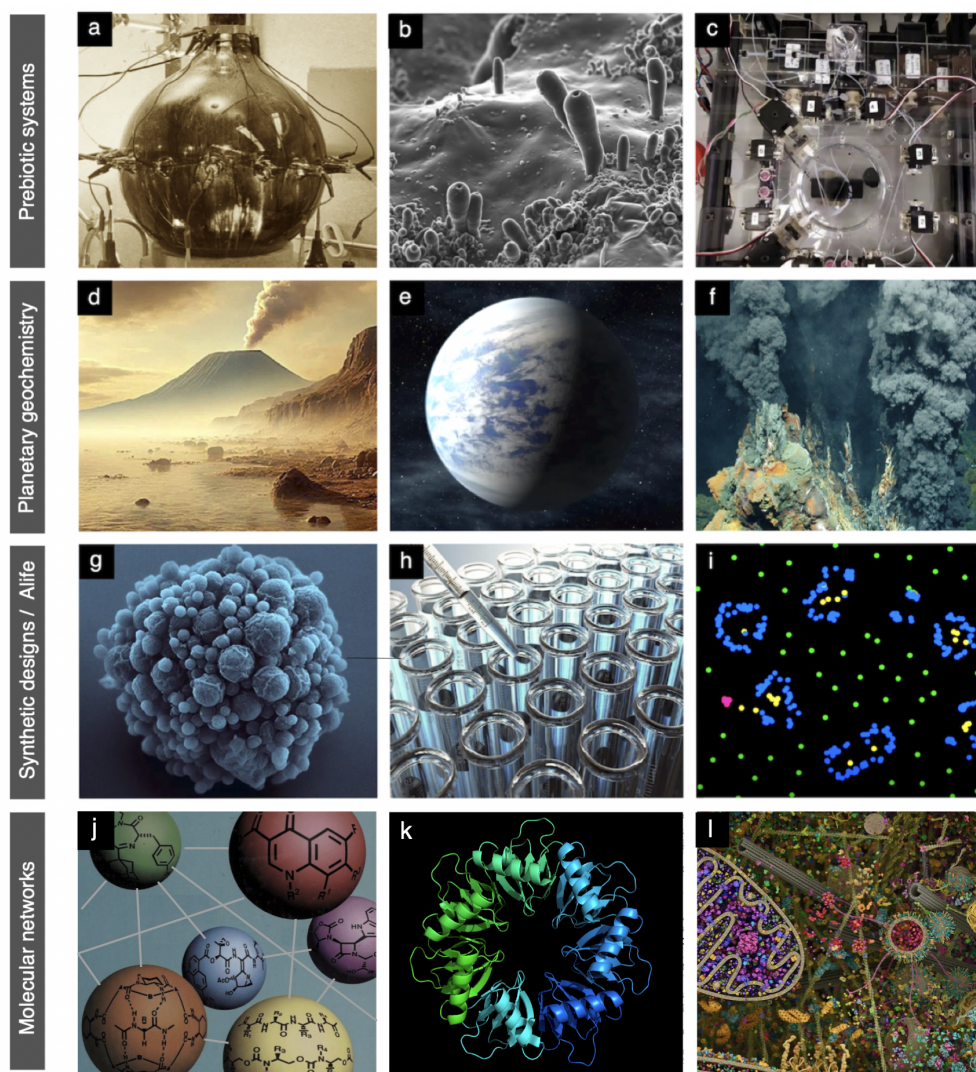 Prebiotic systems
a
b
c
Planetary geochemistry
d
e
f
Synthetic designs / Alife
g
h
i
Molecular networks
j
k
l